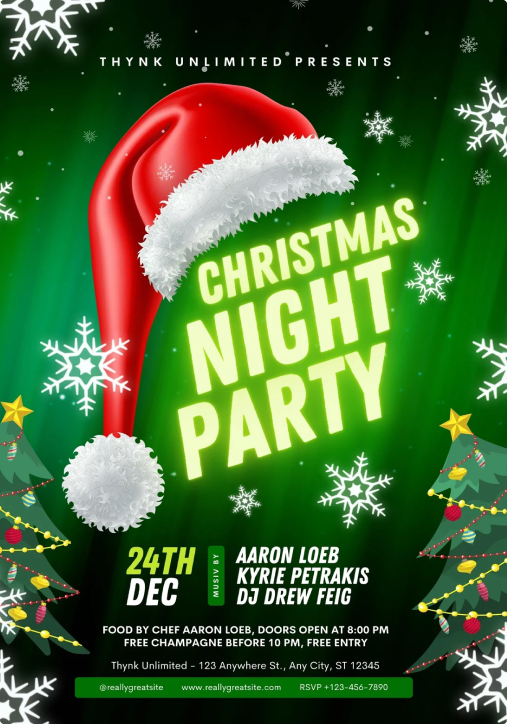 THYNK UNLIMITED PRESENTS
CHRISTMAS
NIGHT
PARTY
24TH
DEC
MUSIV BY
AARON LOEB
KYRIE PETRAKIS
DJ DREW FEIG
FOOD BY CHEF AARON LOEB, DOORS OPEN AT 8:00 PM
FREE CHAMPAGNE BEFORE 10 PM, FREE ENTRY
Thynk Unlimited - 123 Anywhere St., Any City, ST 12345
@reallygreatsite www.reallygreatsite.com RSVP +123-456-7890